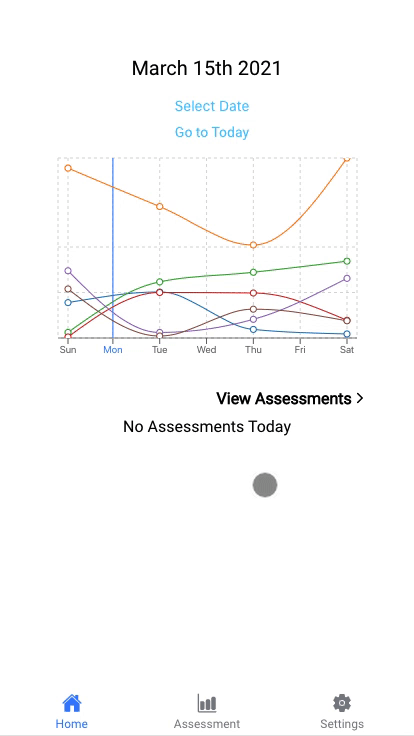 March 15th 2021
Select Date
Go to Today
Sun Mon Tue Wed Thu Fri Sat
View Assessments
No Assessments Today
Home Assessment Settings